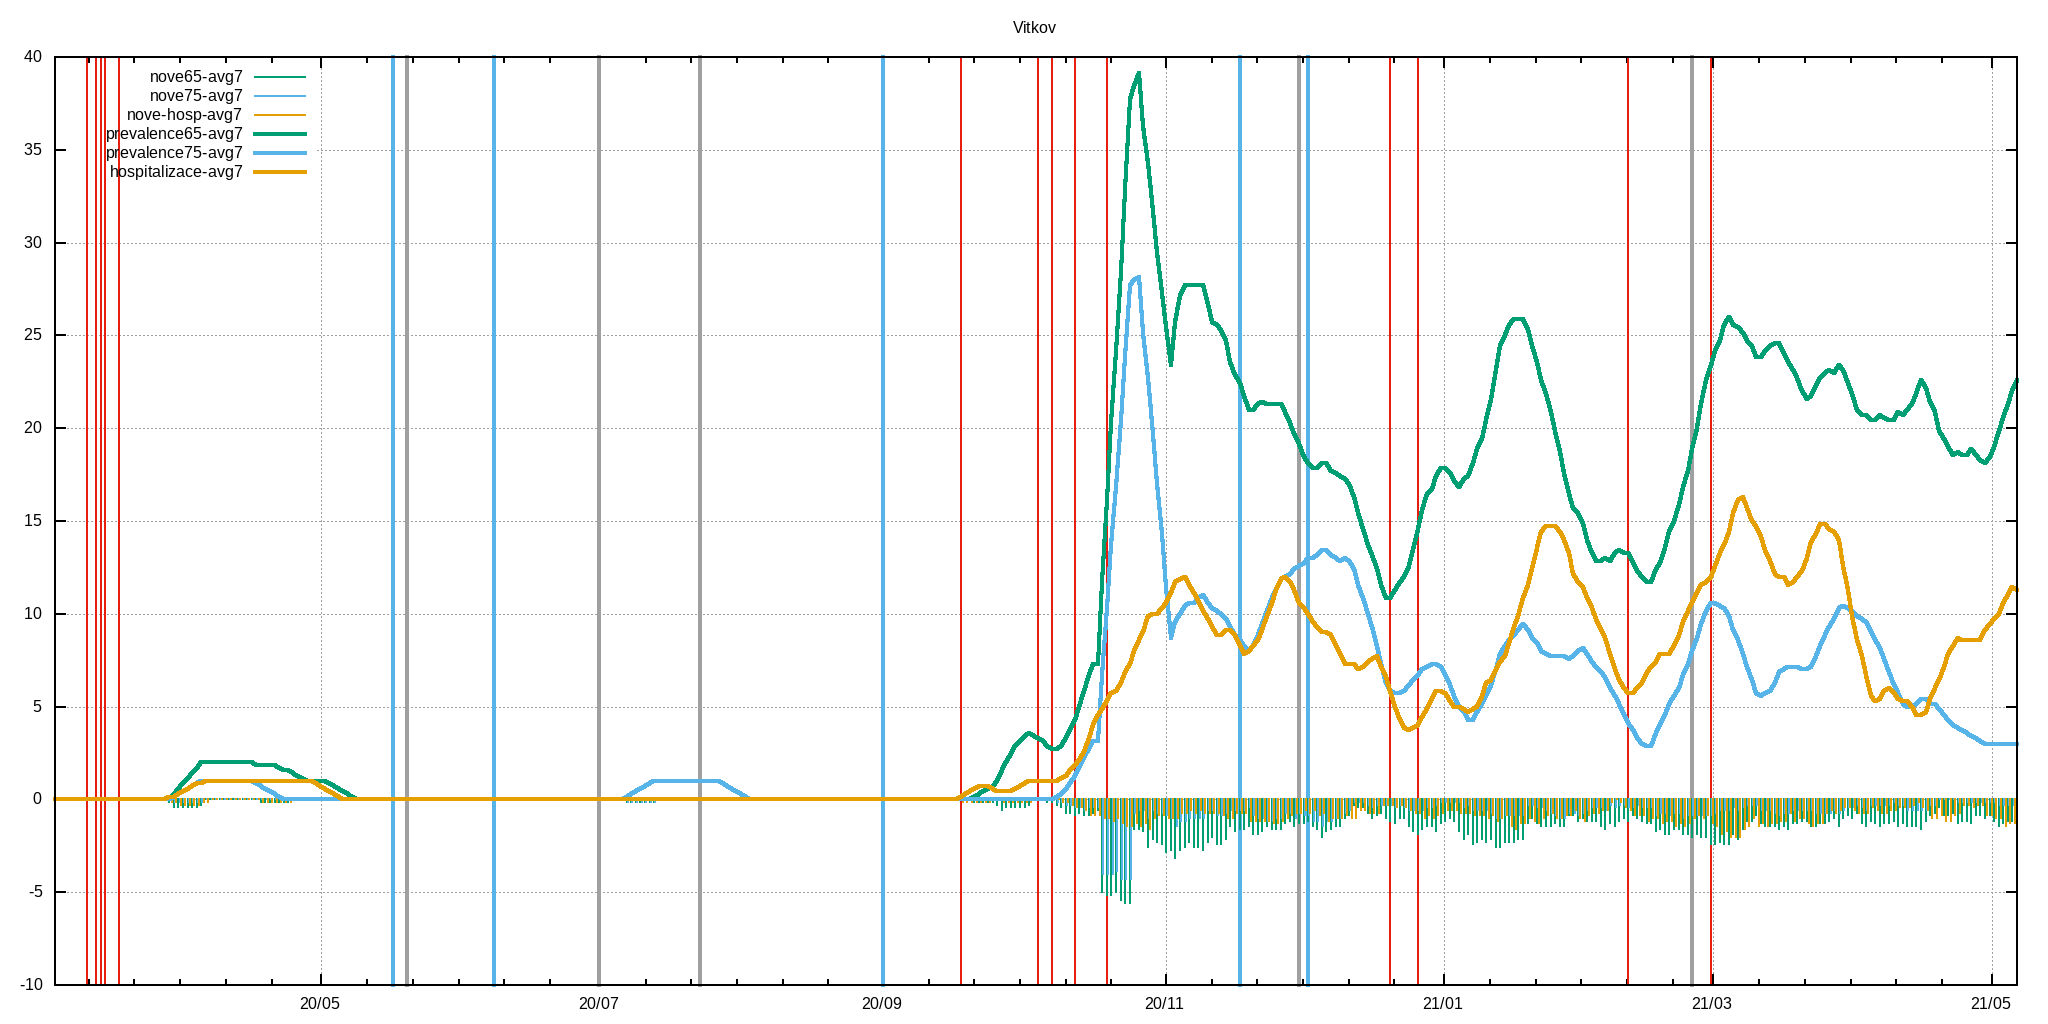 Vitkov
nove65-avg7
nove75-avg7
nove-hosp-avg7
prevalence65-avg7
prevalence75-avg7
hospitalizace-avg7
40
35
30
25
20
15
10
5
0
-5
-10
20/05 20/07 20/09 20/11 21/01 21/03 21/05